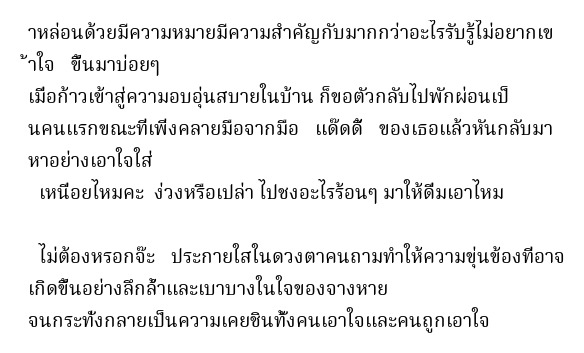 าหล่อนด้วยมีความหมายมีความสำคัญกับมากกว่าอะไรรับรู้ไม่อยากเข
้าใจ ขึ้นมาบ่อยๆ
เมื่อก้าวเข้าสู่ความอบอุ่นสบายในบ้าน ก็ขอตัวกลับไปพักผ่อนเป็
นคนแรกขณะที่เพิ่งคลายมือจากมือ แด๊ดดี้ ของเธอแล้วหันกลับมา
หาอย่างเอาใจใส่
เหนื่อยไหมคะ ง่วงหรือเปล่า ไปชงอะไรร้อนๆ มาให้ดื่มเอาไหม
ไม่ต้องหรอกจ๊ะ ประกายใสในดวงตาคนถามทำให้ความขุ่นข้องที่อาจ
เกิดขึ้นอย่างลึกล้ำและเบาบางในใจของจางหาย
จนกระทั่งกลายเป็นความเคยชินทั้งคนเอาใจและคนถูกเอาใจ